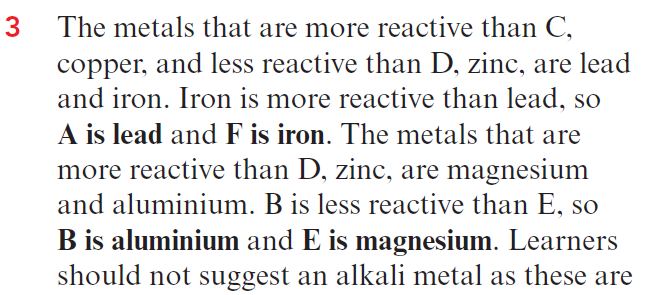 3 The metals that are more reactive than C,
copper, and less reactive than D, zinc, are lead
and iron. Iron is more reactive than lead, so
A is lead and F is iron. The metals that are
more reactive than D, zinc, are magnesium
and aluminium. B is less reactive than E, so
B is aluminium and E is magnesium. Learners
should not suggest an alkali metal as these are